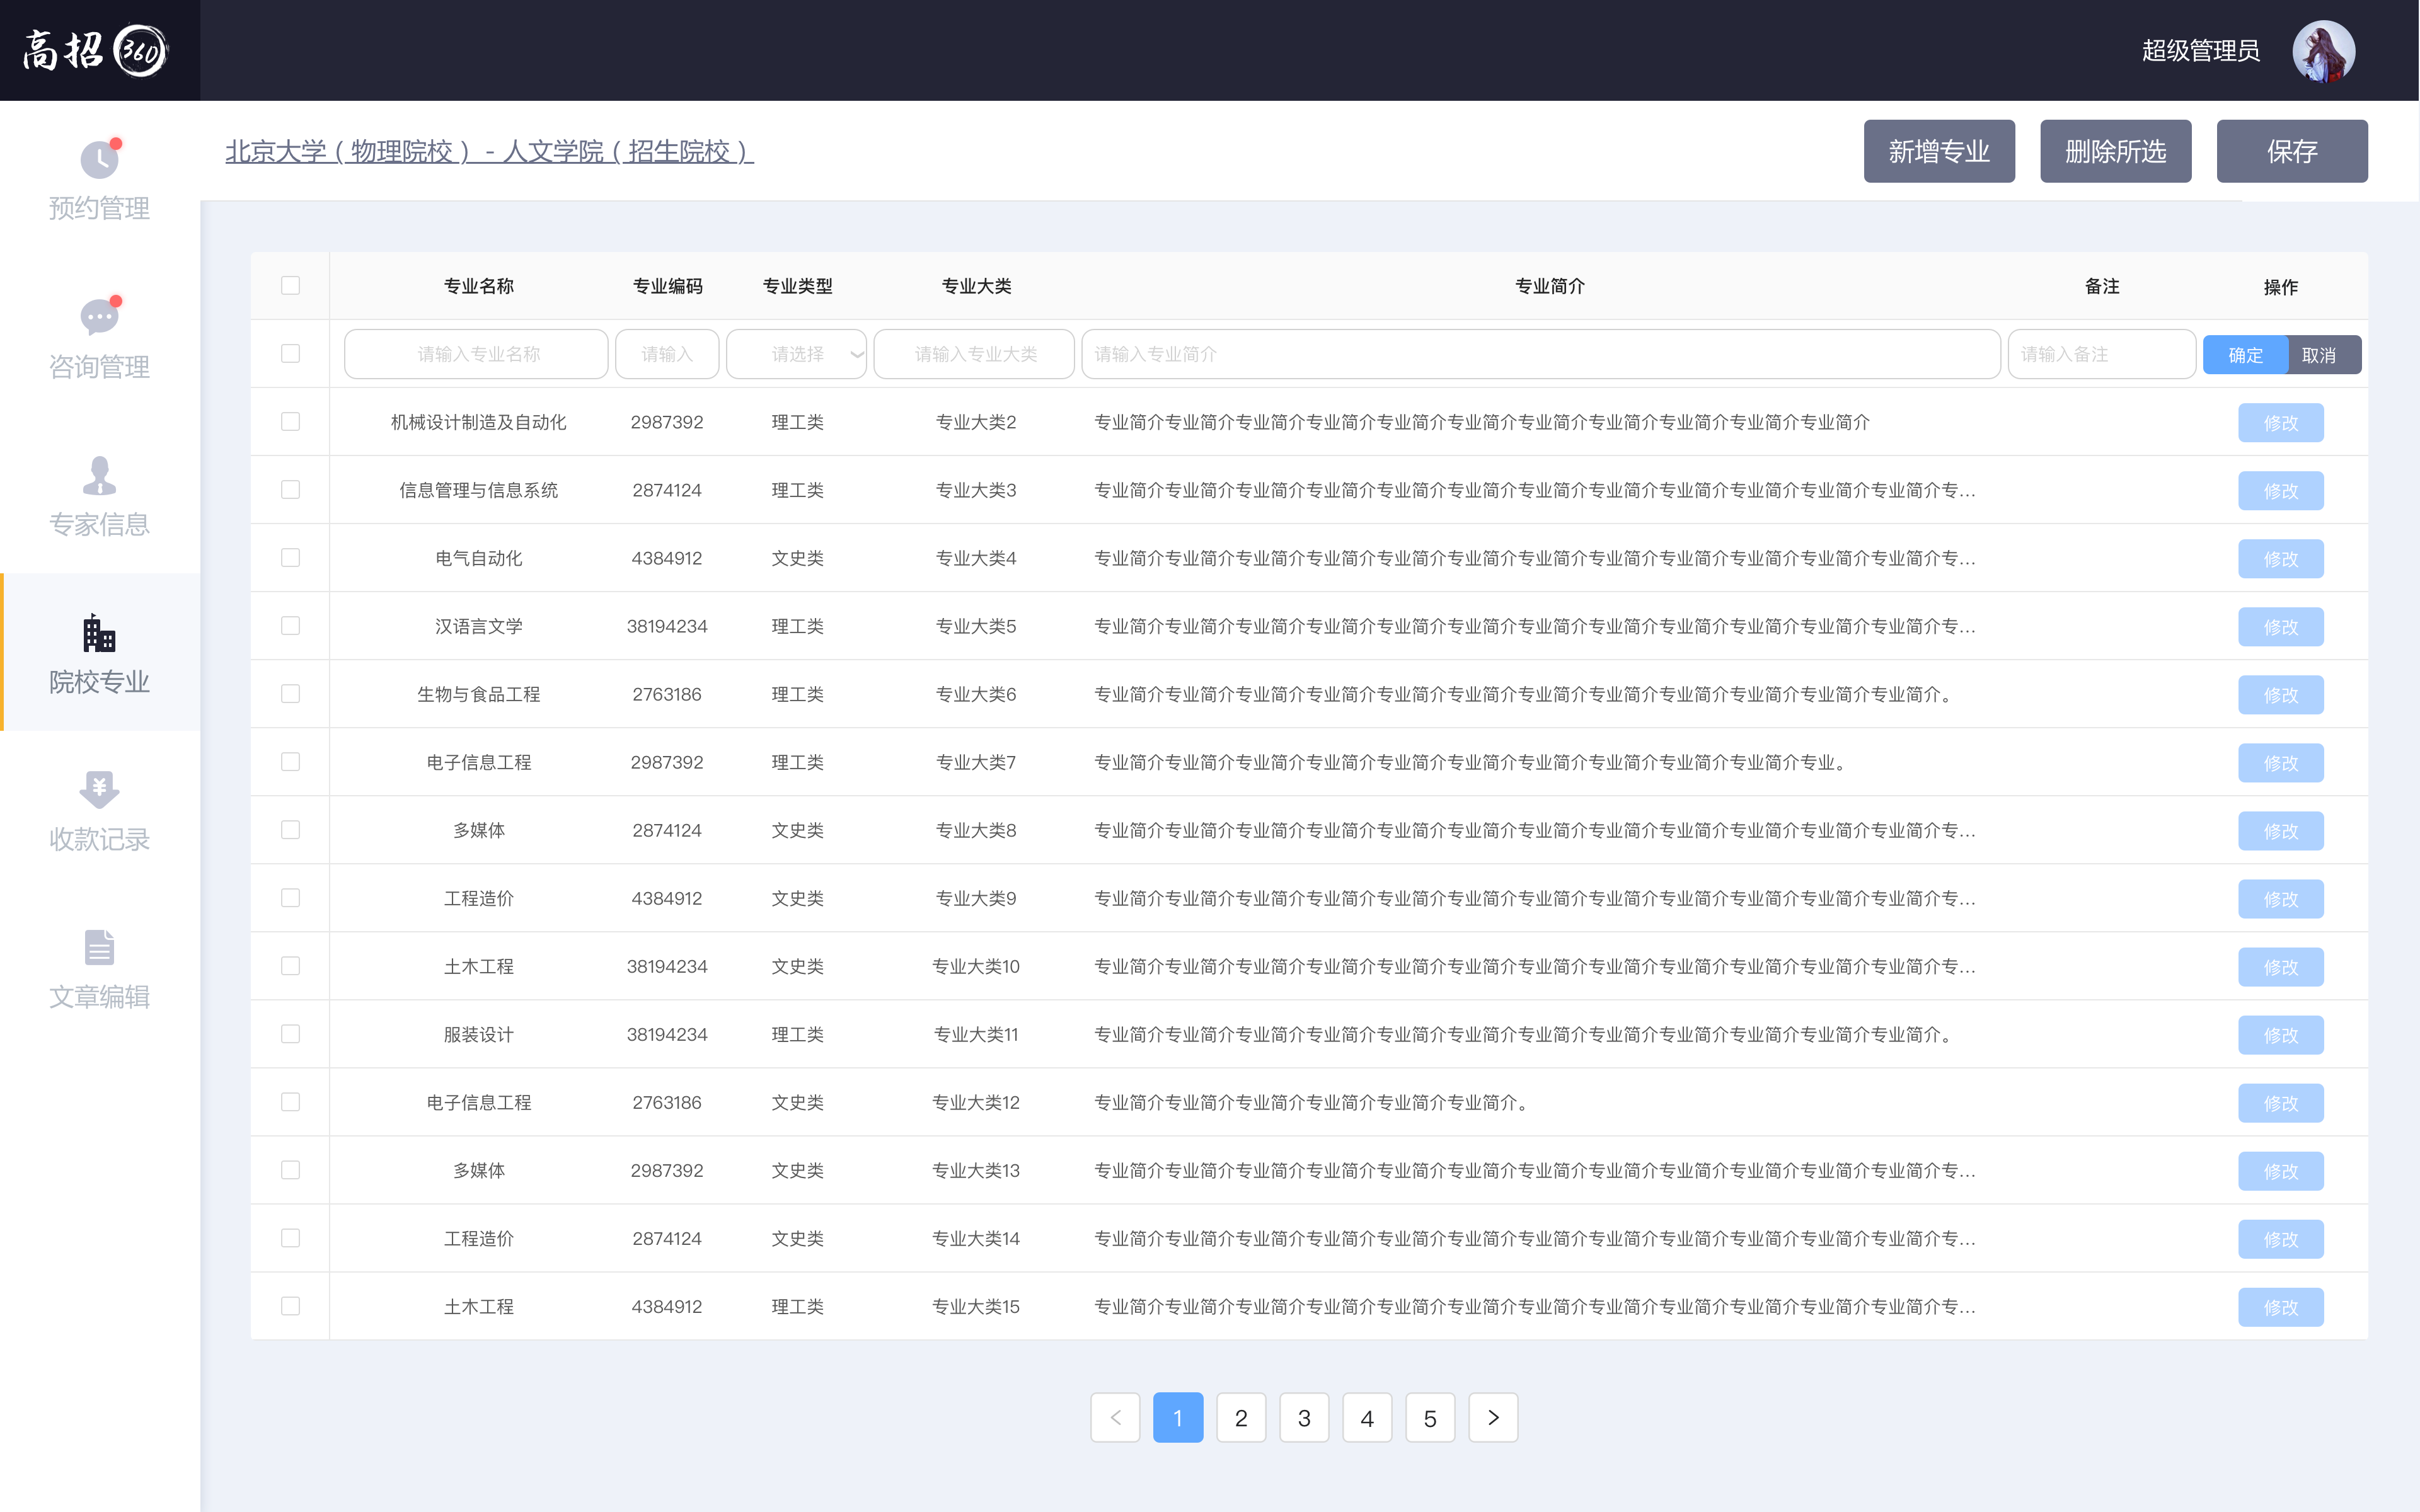 高招360
超级管理员
预约管理
咨询管理
专家信息
院校专业
收款记录
文章编辑
北京大学（物理院校） - 人文学院（招生院校）
新增专业 删除所选 保存
专业名称 专业编码 专业类型 专业大类 专业简介 备注 操作
请输入专业名称 请输入 请选择 请输入专业大类 请输入专业简介 请输入备注 确定 取消
机械设计制造及自动化 2987392 理工类 专业大类2 专业简介专业简介专业简介专业简介专业简介专业简介专业简介专业简介专业简介专业简介专业简介 修改
信息管理与信息系统 2874124 理工类 专业大类3 专业简介专业简介专业简介专业简介专业简介专业简介专业简介专业简介专业简介专业简介专业简介专业简介专... 修改
电气自动化 4384912 文史类 专业大类4 专业简介专业简介专业简介专业简介专业简介专业简介专业简介专业简介专业简介专业简介专业简介专业简介专... 修改
汉语言文学 38194234 理工类 专业大类5 专业简介专业简介专业简介专业简介专业简介专业简介专业简介专业简介专业简介专业简介专业简介专业简介专... 修改
生物与食品工程 2763186 理工类 专业大类6 专业简介专业简介专业简介专业简介专业简介专业简介专业简介专业简介专业简介专业简介专业简介专业简介。 修改
电子信息工程 2987392 理工类 专业大类7 专业简介专业简介专业简介专业简介专业简介专业简介专业简介专业简介专业简介专业简介专业。 修改
多媒体 2874124 文史类 专业大类8 专业简介专业简介专业简介专业简介专业简介专业简介专业简介专业简介专业简介专业简介专业简介专业简介专... 修改
工程造价 4384912 文史类 专业大类9 专业简介专业简介专业简介专业简介专业简介专业简介专业简介专业简介专业简介专业简介专业简介专业简介专... 修改
土木工程 38194234 文史类 专业大类10 专业简介专业简介专业简介专业简介专业简介专业简介专业简介专业简介专业简介专业简介专业简介专业简介专... 修改
服装设计 38194234 理工类 专业大类11 专业简介专业简介专业简介专业简介专业简介专业简介专业简介专业简介专业简介专业简介专业简介专业简介。 修改
电子信息工程 2763186 文史类 专业大类12 专业简介专业简介专业简介专业简介专业简介专业简介。 修改
多媒体 2987392 文史类 专业大类13 专业简介专业简介专业简介专业简介专业简介专业简介专业简介专业简介专业简介专业简介专业简介专业简介专... 修改
工程造价 2874124 文史类 专业大类14 专业简介专业简介专业简介专业简介专业简介专业简介专业简介专业简介专业简介专业简介专业简介专业简介专... 修改
土木工程 4384912 理工类 专业大类15 专业简介专业简介专业简介专业简介专业简介专业简介专业简介专业简介专业简介专业简介专业简介专业简介专... 修改
< 1 2 3 4 5 >